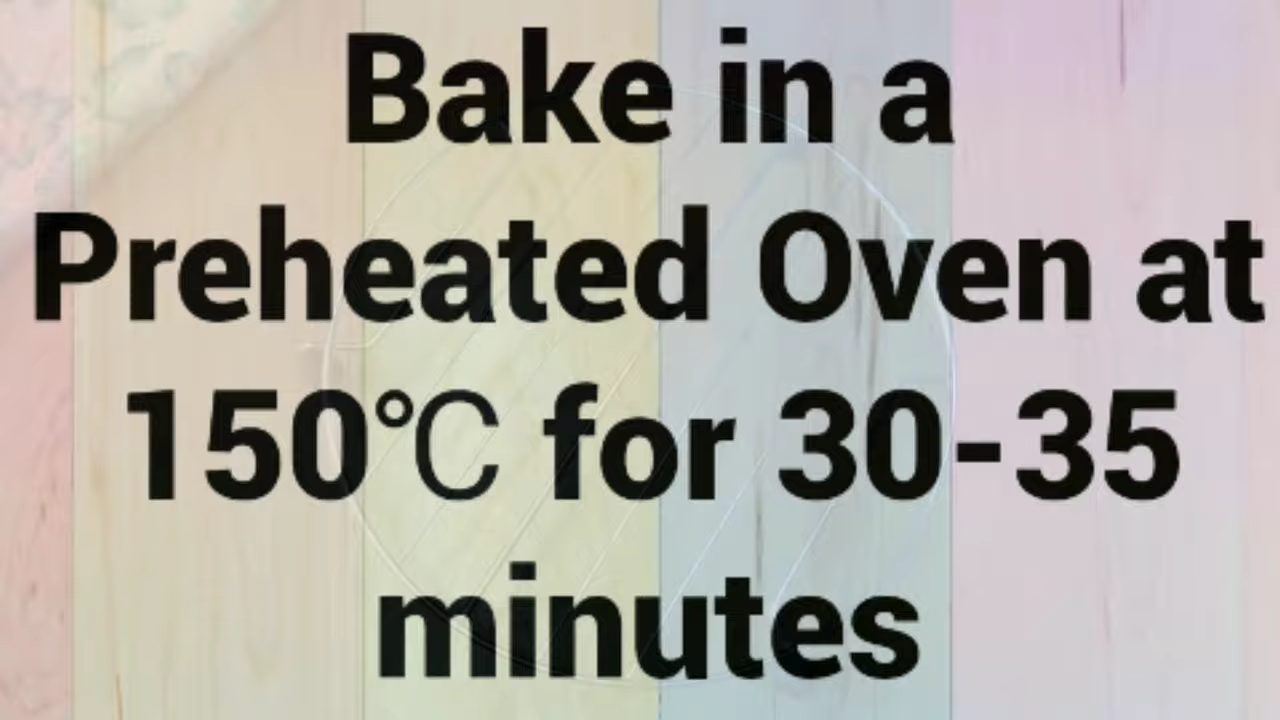 Bake in a
Preheated Oven at
150℃ for 30-35
minutes